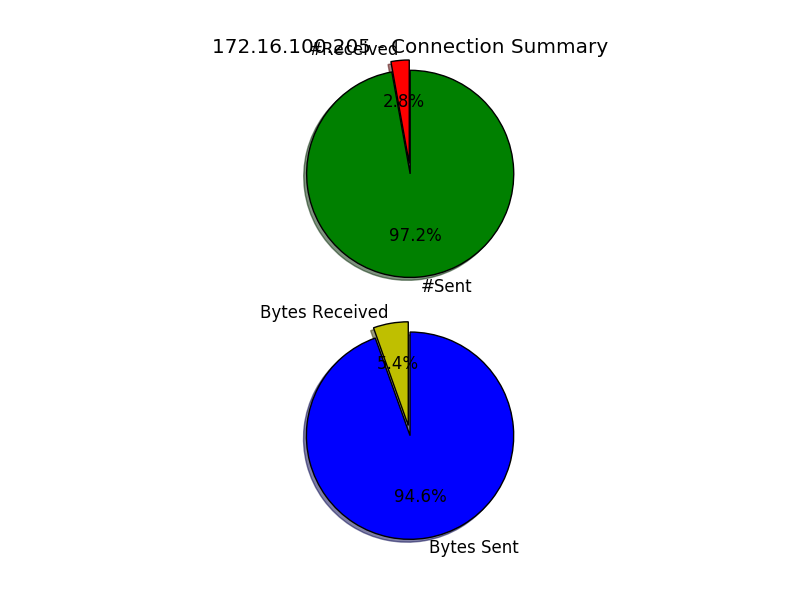 172.16.100.205 - Connection Summary
#Received
2.8%
97.2%
#Sent
Bytes Received
5.4%
94.6%
Bytes Sent